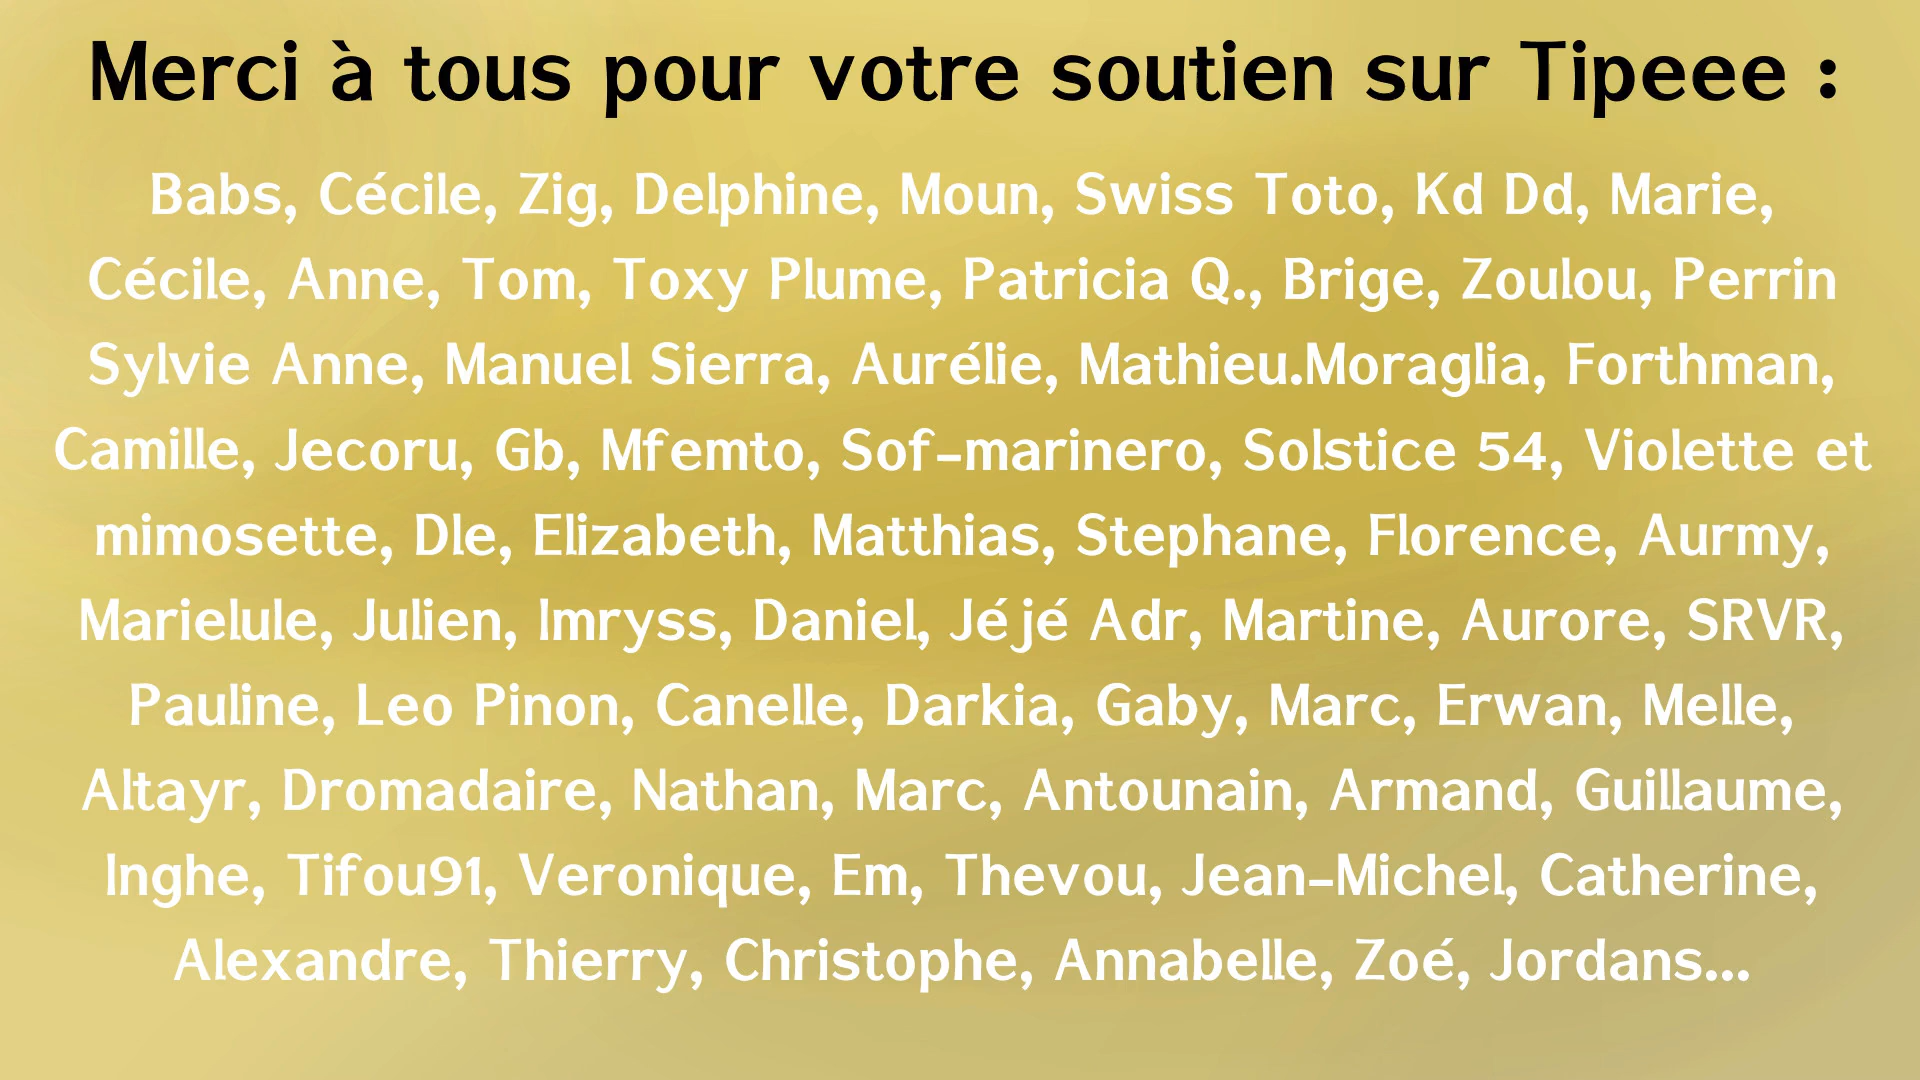 Merci à tous pour votre soutien sur Tipeee :
Babs, Cécile, Zig, Delphine, Moun, Swiss Toto, Kd Dd, Marie,
Cécile, Anne, Tom, Toxy Plume, Patricia Q., Brige, Zoulou, Perrin
Sylvie Anne, Manuel Sierra, Aurélie, Mathieu.Moraglia, Forthman,
Camille, Jecoru, Gb, Mfemto, Sof-marinero, Solstice 54, Violette et
mimosette, Dle, Elizabeth, Matthias, Stephane, Florence, Aurmy,
Marielule, Julien, Imryss, Daniel, Jéjé Adr, Martine, Aurore, SRVR,
Pauline, Leo Pinon, Canelle, Darkia, Gaby, Marc, Erwan, Melle,
Altayr, Dromadaire, Nathan, Marc, Antounain, Armand, Guillaume,
Inghe, Tifou91, Veronique, Em, Thevou, Jean-Michel, Catherine,
Alexandre, Thierry, Christophe, Annabelle, Zoé, Jordans...